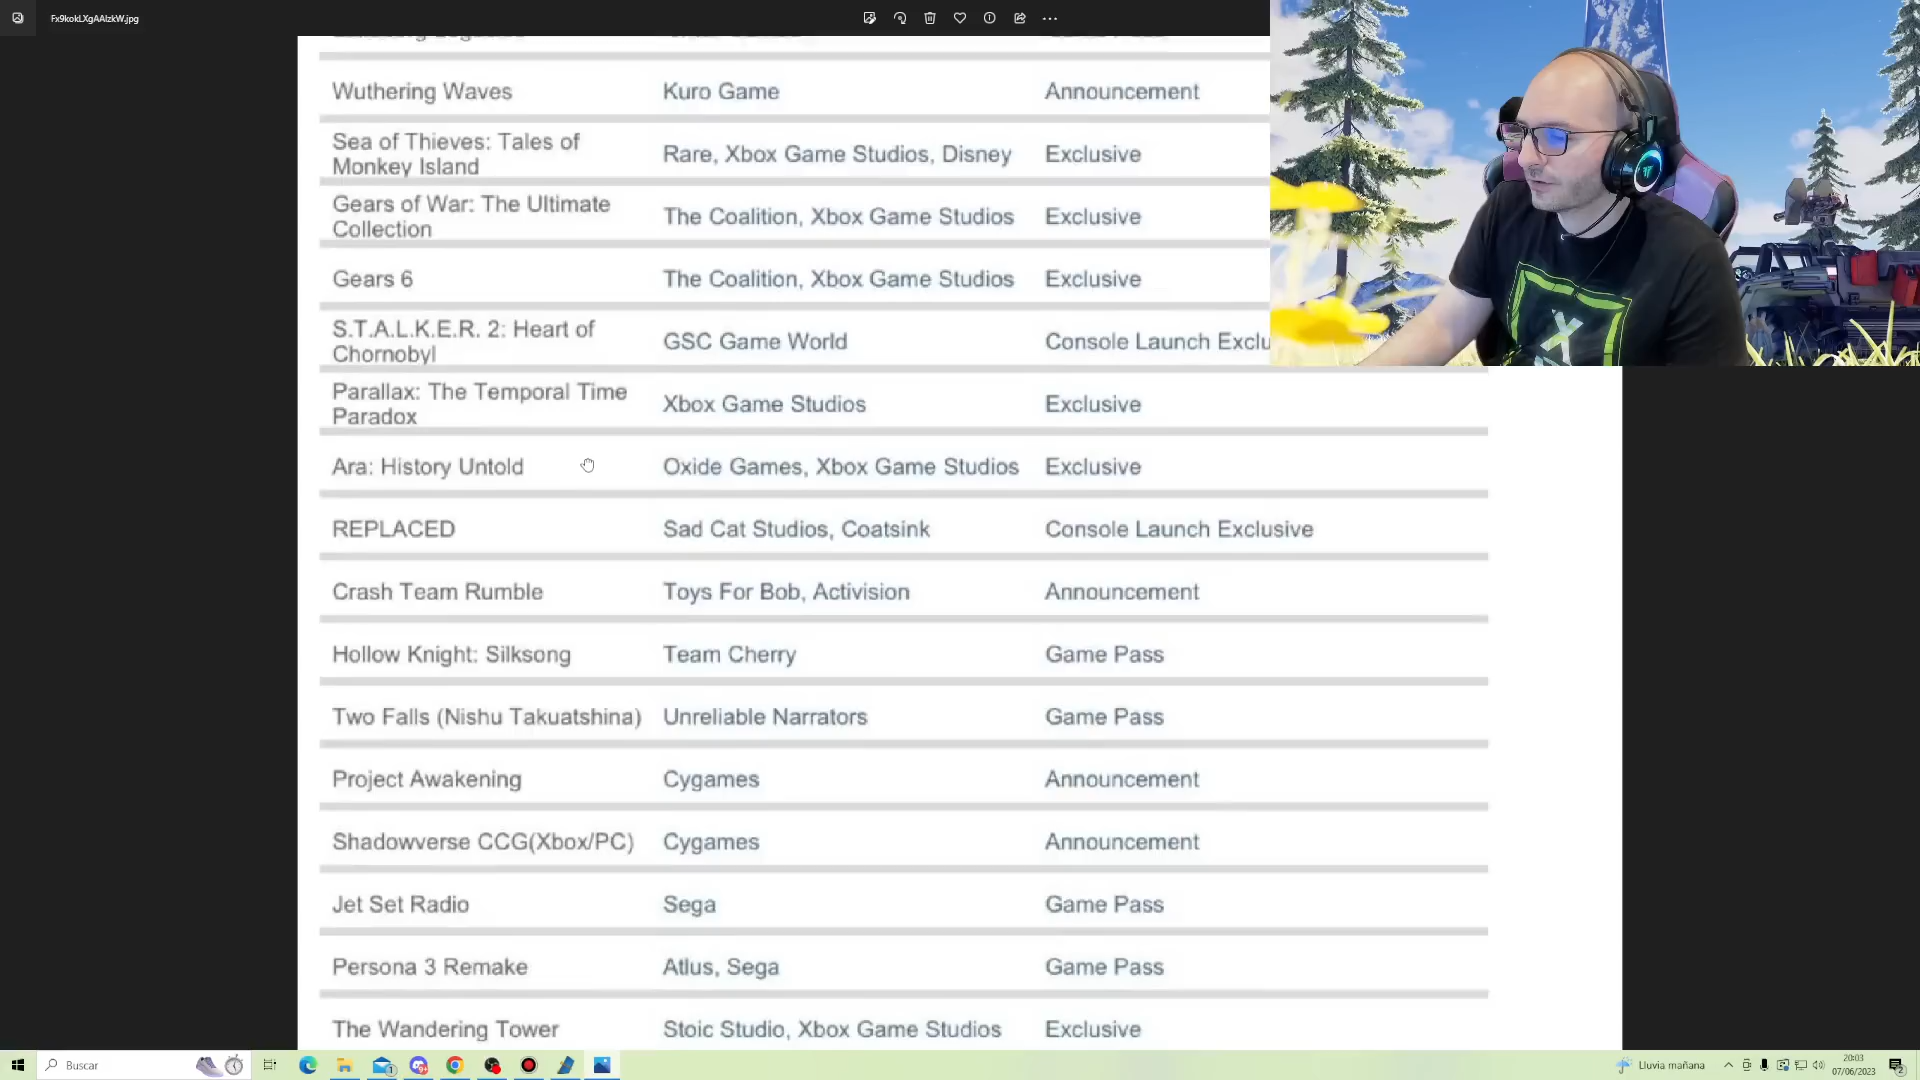 Fx9kokLXgAAlzkW.jpg
Wuthering Waves Kuro Game Announcement
Sea of Thieves: Tales of
Monkey Island Rare, Xbox Game Studios, Disney Exclusive
Gears of War: The Ultimate
Collection The Coalition, Xbox Game Studios Exclusive
Gears 6 The Coalition, Xbox Game Studios Exclusive
S.T.A.L.K.E.R. 2: Heart of
Chornobyl GSC Game World Console Launch Exclu
Parallax: The Temporal Time
Paradox Xbox Game Studios Exclusive
Ara: History Untold Oxide Games, Xbox Game Studios Exclusive
REPLACED Sad Cat Studios, Coatsink Console Launch Exclusive
Crash Team Rumble Toys For Bob, Activision Announcement
Hollow Knight: Silksong Team Cherry Game Pass
Two Falls (Nishu Takuatshina) Unreliable Narrators Game Pass
Project Awakening Cygames Announcement
Shadowverse CCG(Xbox/PC) Cygames Announcement
Jet Set Radio Sega Game Pass
Persona 3 Remake Atlus, Sega Game Pass
The Wandering Tower Stoic Studio, Xbox Game Studios Exclusive
Buscar
Lluvia mañana
20:03
07/06/2023